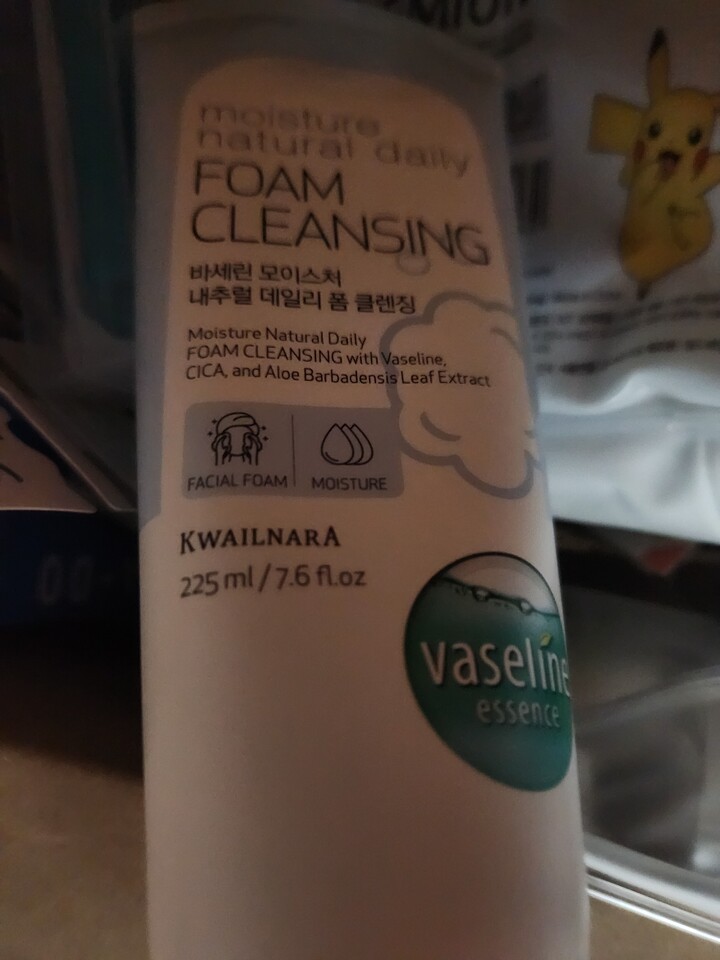 moisture
natural daily
FOAM
CLEANSING
바세린 모이스처
내추럴 데일리 폼 클렌징
Moisture Natural Daily
FOAM CLEANSING with Vaseline,
CICA, and Aloe Barbadensis Leaf Extract
FACIAL FOAM
MOISTURE
KWAILNARA
225 ml / 7.6 fl.oz
vaseline
essence